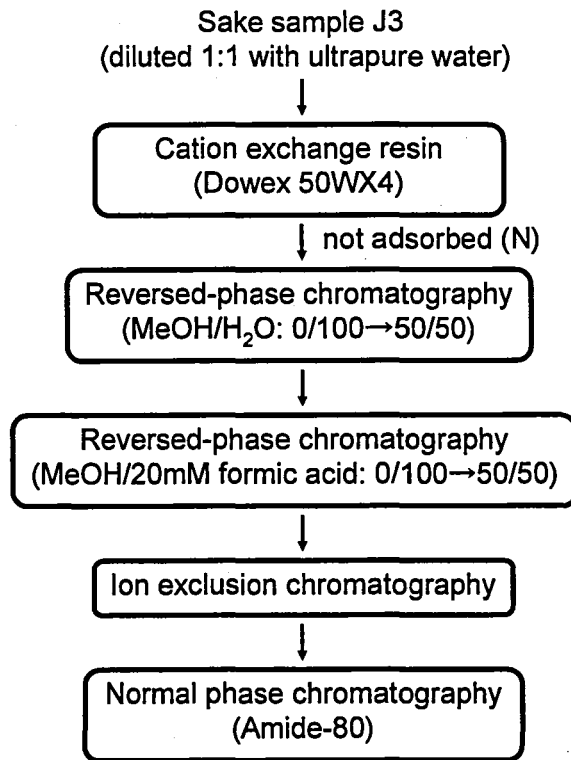 Sake sample J3
(diluted 1:1 with ultrapure water)
Cation exchange resin
(Dowex 50WX4)
not adsorbed (N)
Reversed-phase chromatography
(MeOH/H₂O: 0/100→50/50)
Reversed-phase chromatography
(MeOH/20mM formic acid: 0/100→50/50)
Ion exclusion chromatography
Normal phase chromatography
(Amide-80)